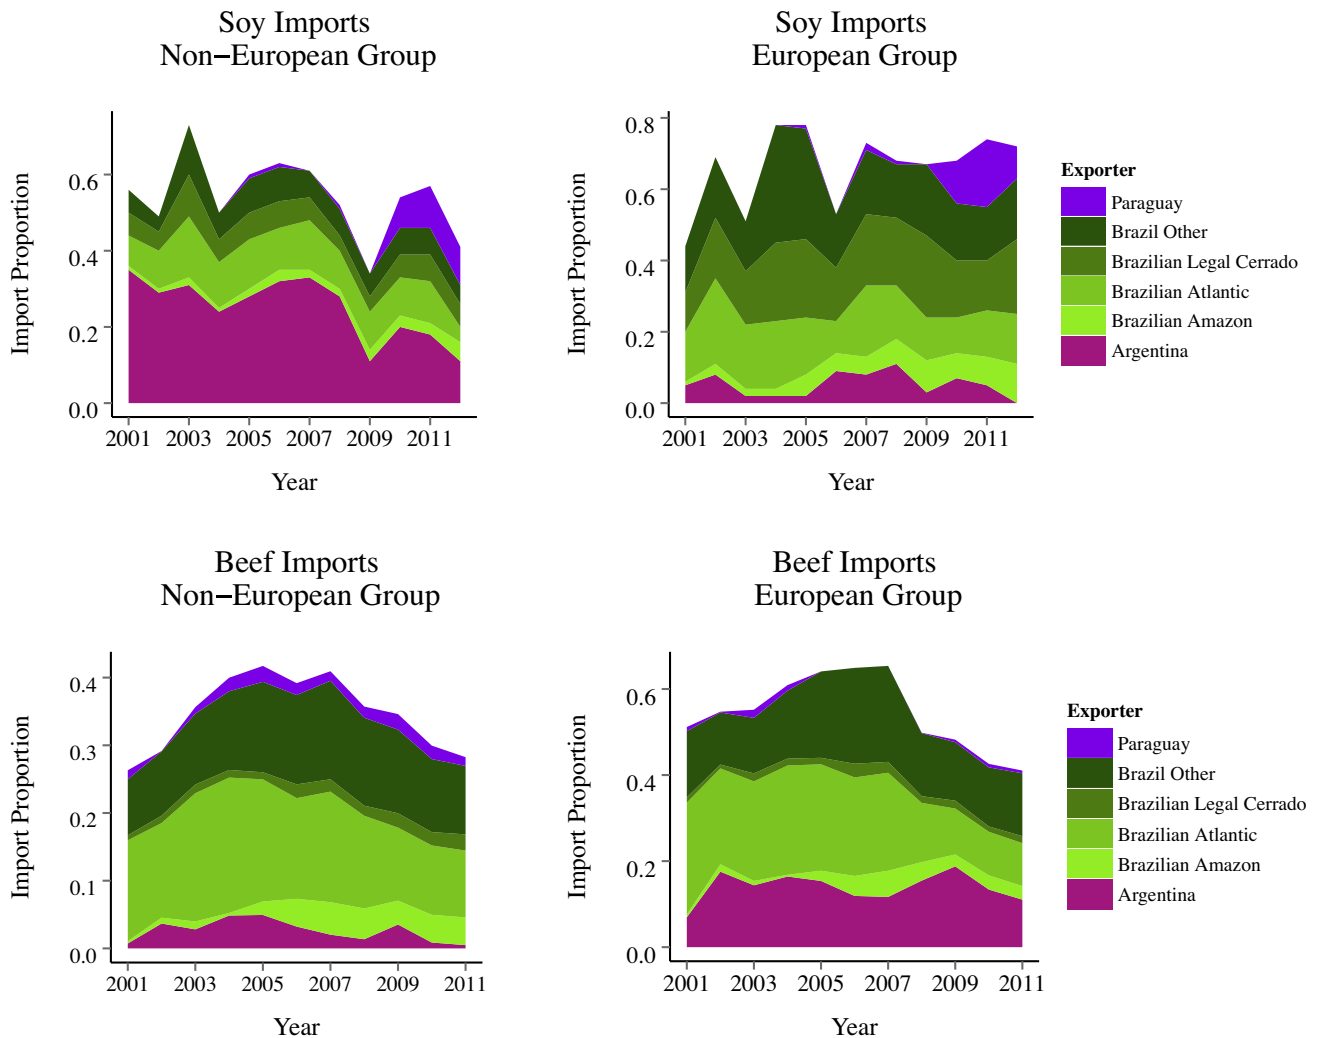 Soy Imports
Non−European Group
Import Proportion
0.6
0.4
0.2
0.0
2001 2003 2005 2007 2009 2011
Year
Soy Imports
European Group
Import Proportion
0.8
0.6
0.4
0.2
0.0
2001 2003 2005 2007 2009 2011
Year
Exporter
Paraguay
Brazil Other
Brazilian Legal Cerrado
Brazilian Atlantic
Brazilian Amazon
Argentina
Beef Imports
Non−European Group
Import Proportion
0.4
0.3
0.2
0.1
0.0
2001 2003 2005 2007 2009 2011
Year
Beef Imports
European Group
Import Proportion
0.6
0.4
0.2
0.0
2001 2003 2005 2007 2009 2011
Year
Exporter
Paraguay
Brazil Other
Brazilian Legal Cerrado
Brazilian Atlantic
Brazilian Amazon
Argentina